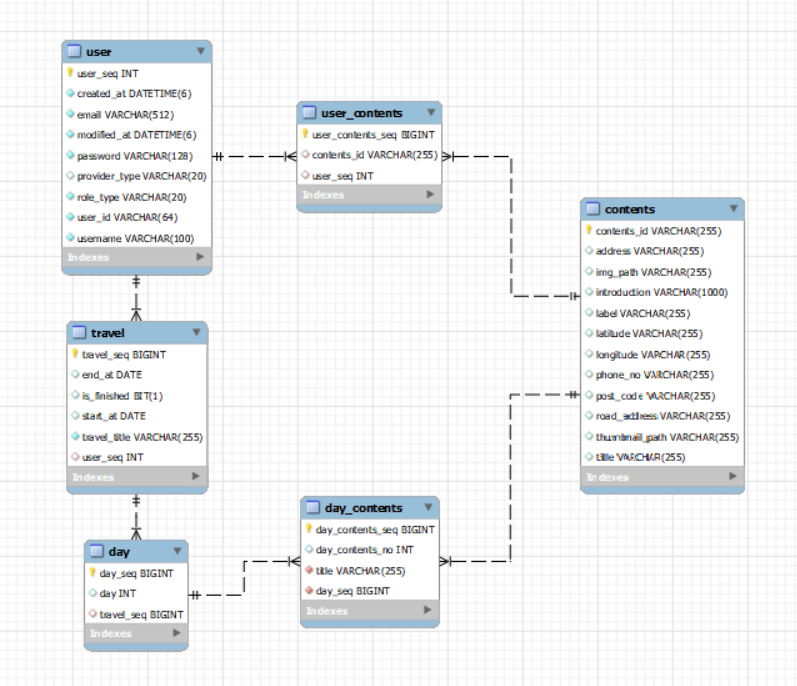 user
user_seq INT
created_at DATETIME(6)
email VARCHAR(512)
modified_at DATETIME(6)
password VARCHAR(128)
provider_type VARCHAR(20)
role_type VARCHAR(20)
user_id VARCHAR(64)
username VARCHAR(100)
Indexes
user_contents
user_contents_seq BIGINT
contents_id VARCHAR(255)
user_seq INT
Indexes
contents
contents_id VARCHAR(255)
address VARCHAR(255)
img_path VARCHAR(255)
introduction VARCHAR(1000)
label VARCHAR(255)
latitude VARCHAR(255)
longitude VARCHAR(255)
phone_no VARCHAR(255)
post_code VARCHAR(255)
road_address VARCHAR(255)
thumbnail_path VARCHAR(255)
title VARCHAR(255)
Indexes
travel
travel_seq BIGINT
end_at DATE
is_finished BIT(1)
start_at DATE
travel_title VARCHAR(255)
user_seq INT
Indexes
day_contents
day_contents_seq BIGINT
day_contents_no INT
title VARCHAR(255)
day_seq BIGINT
Indexes
day
day_seq BIGINT
day INT
travel_seq BIGINT
Indexes